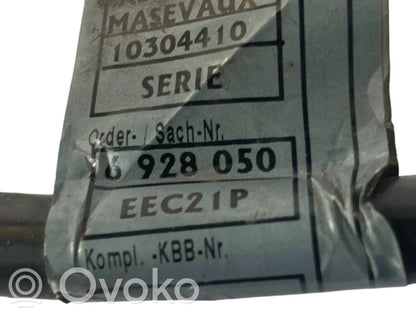 MASEVAUX
10304410
SERIE
Order- / Sach-Nr.
6 928 050
EEC21P
Kompl. -KBB-Nr.
Ovoko